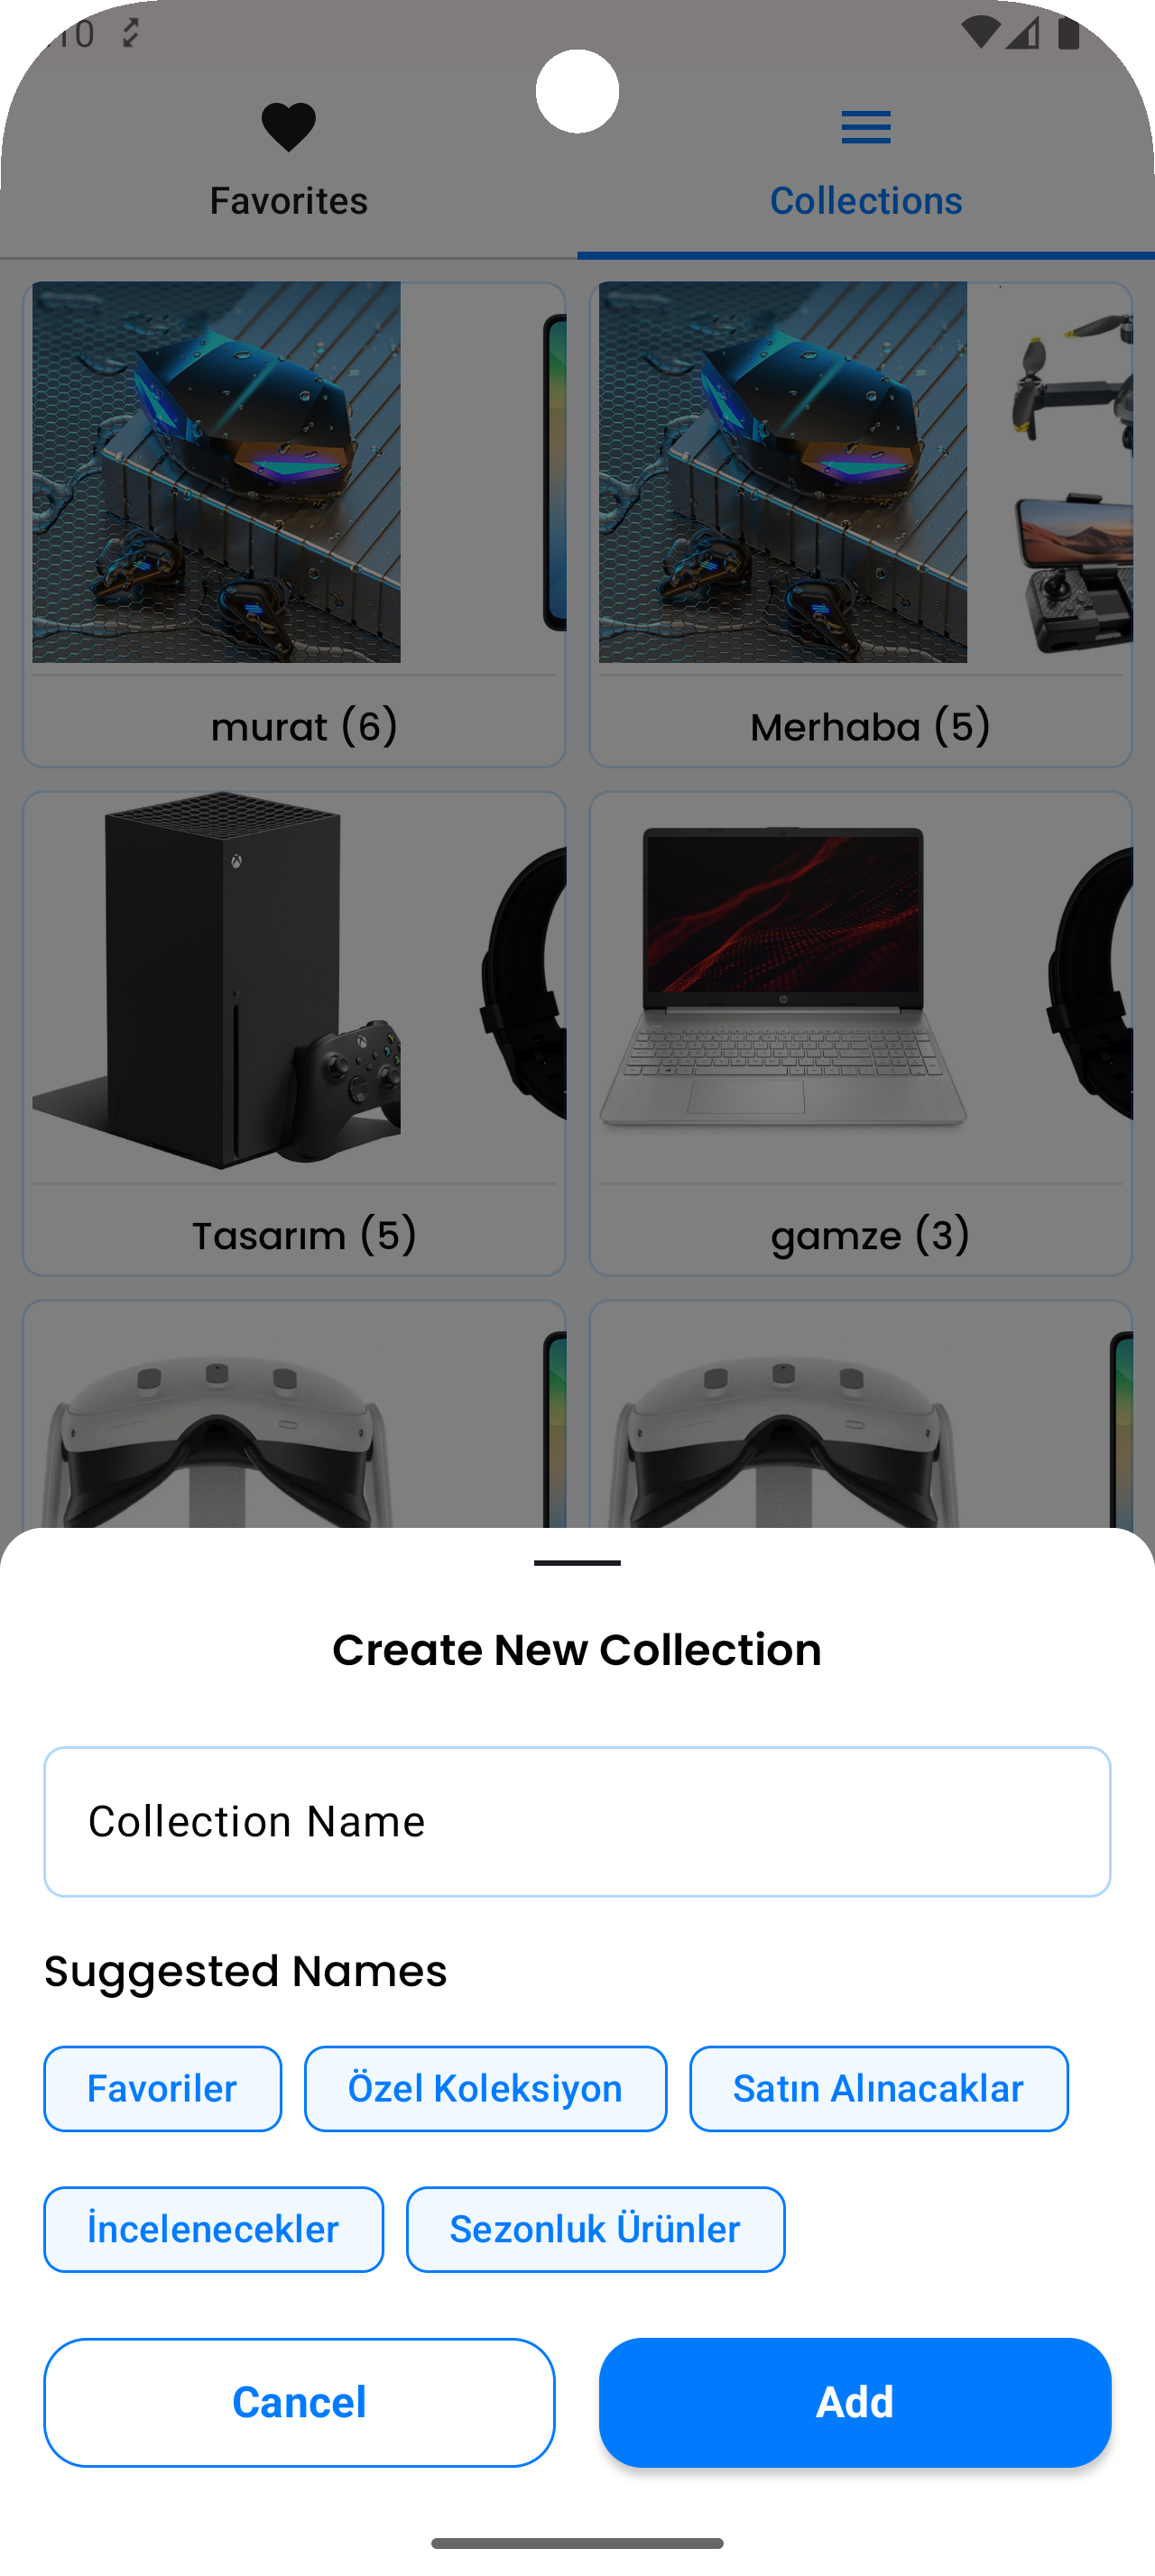 10
Favorites
Collections
murat (6)
Merhaba (5)
Tasarım (5)
gamze (3)
Create New Collection
Collection Name
Suggested Names
Favoriler
Özel Koleksiyon
Satın Alınacaklar
İncelenecekler
Sezonluk Ürünler
Cancel
Add